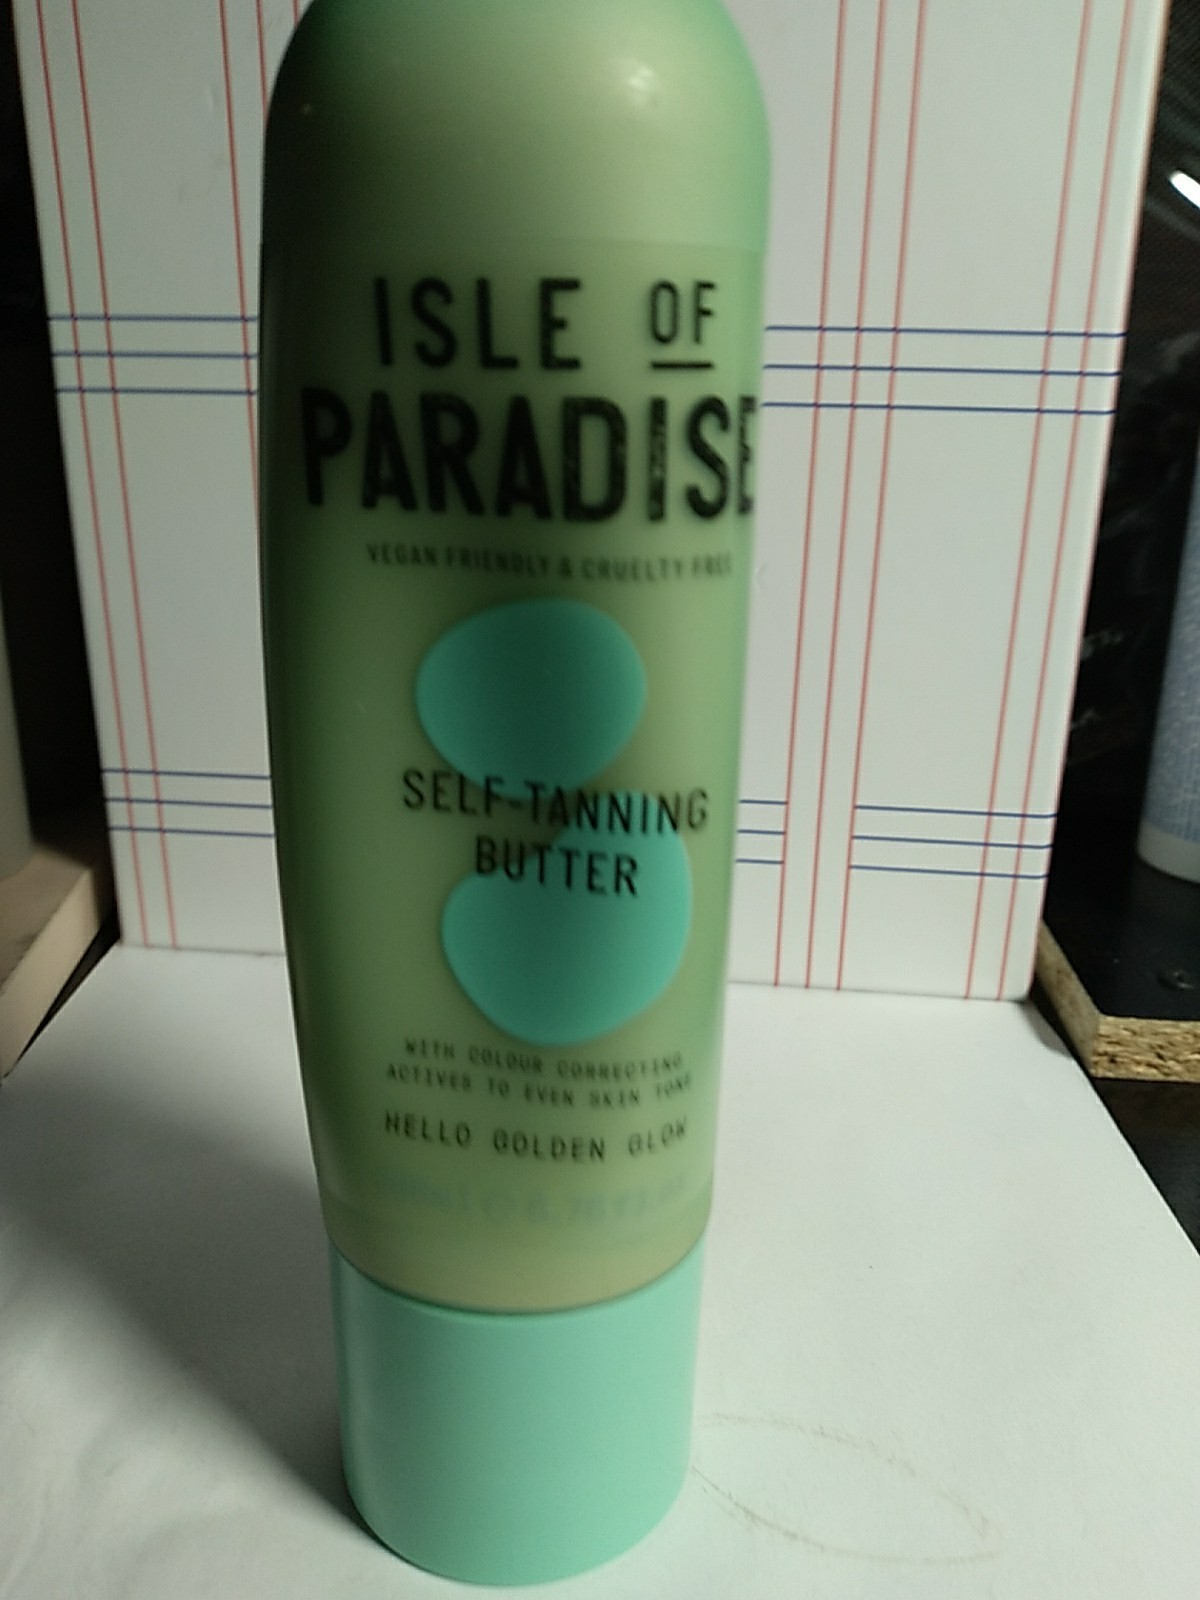 ISLE OF
PARADISE
VEGAN FRIENDLY & CRUELTY FREE
SELF-TANNING
BUTTER
WITH COLOUR CORRECTING
ACTIVES TO EVEN SKIN TONE
HELLO GOLDEN GLOW